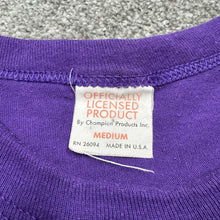 OFFICIALLY
LICENSED
PRODUCT
By Champion Products Inc.
MEDIUM
RN 26094 MADE IN U.S.A.